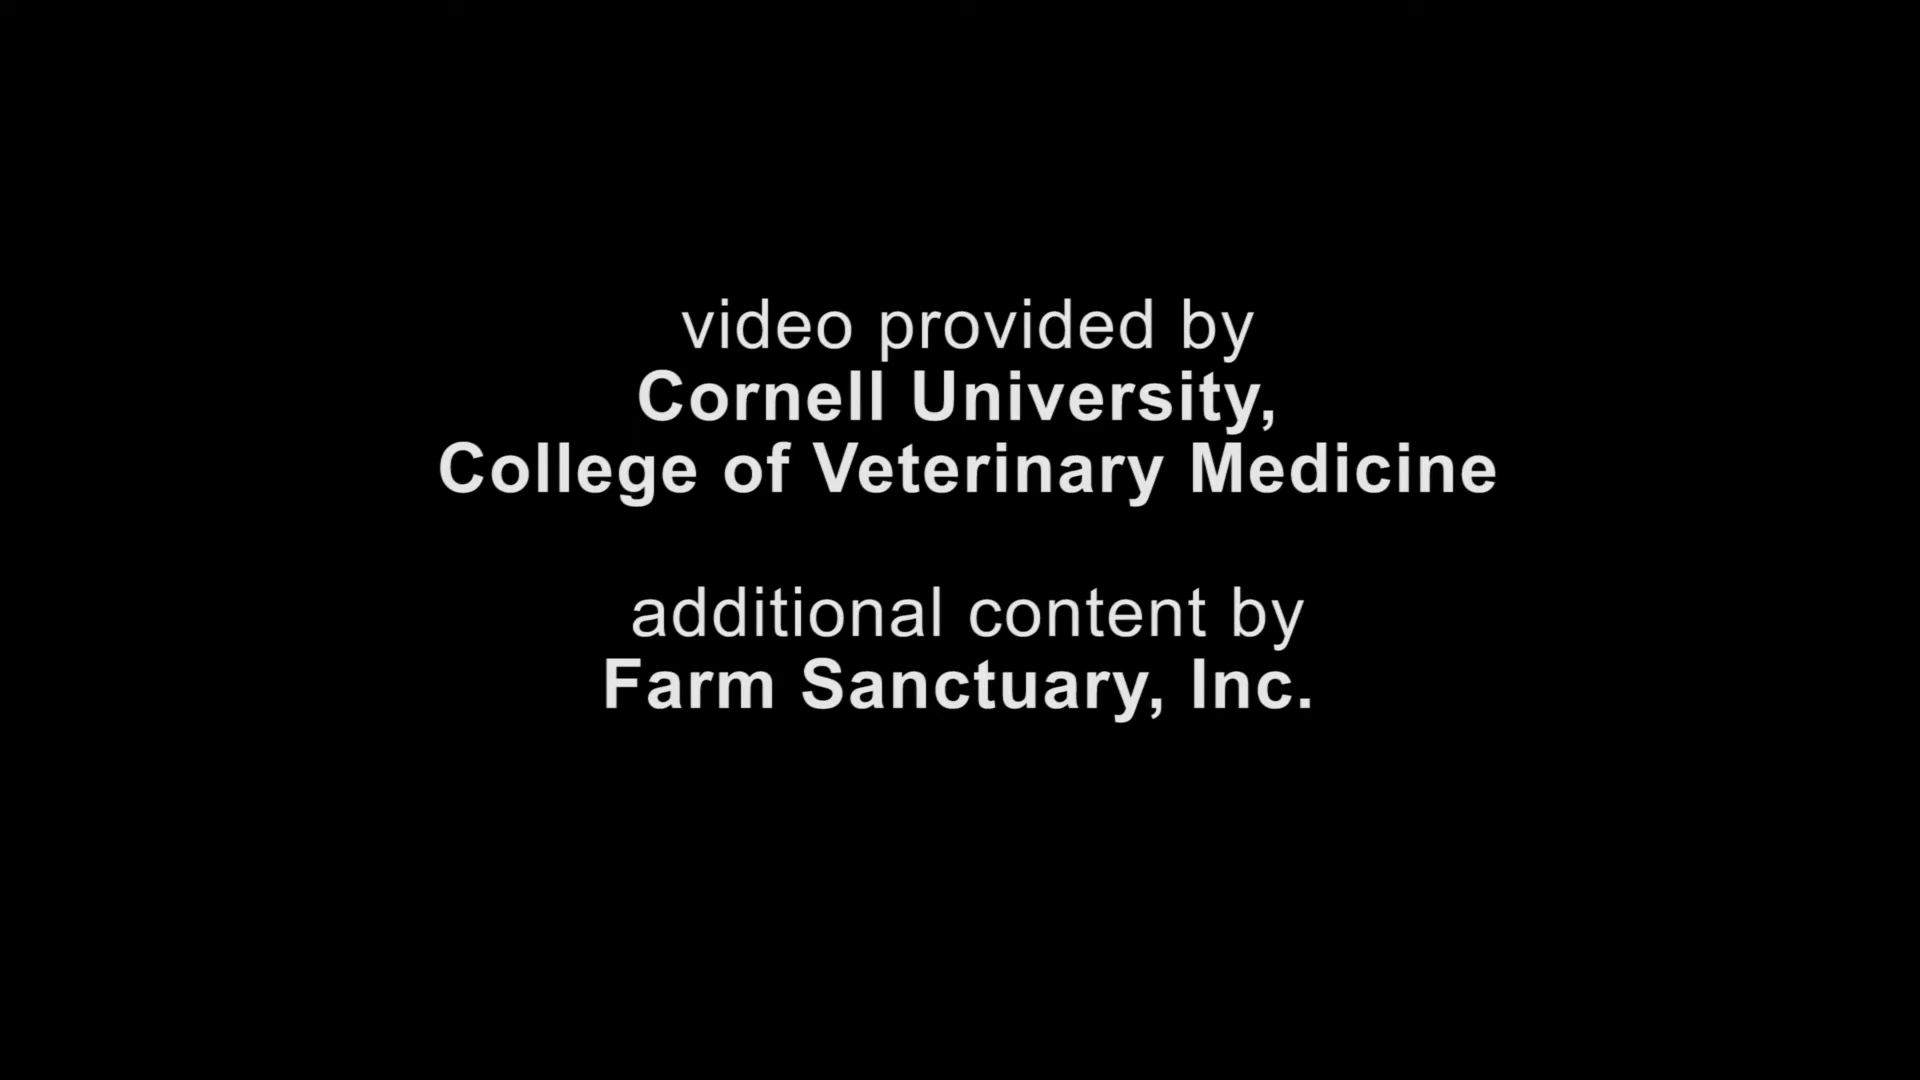 video provided by
Cornell University,
College of Veterinary Medicine
additional content by
Farm Sanctuary, Inc.